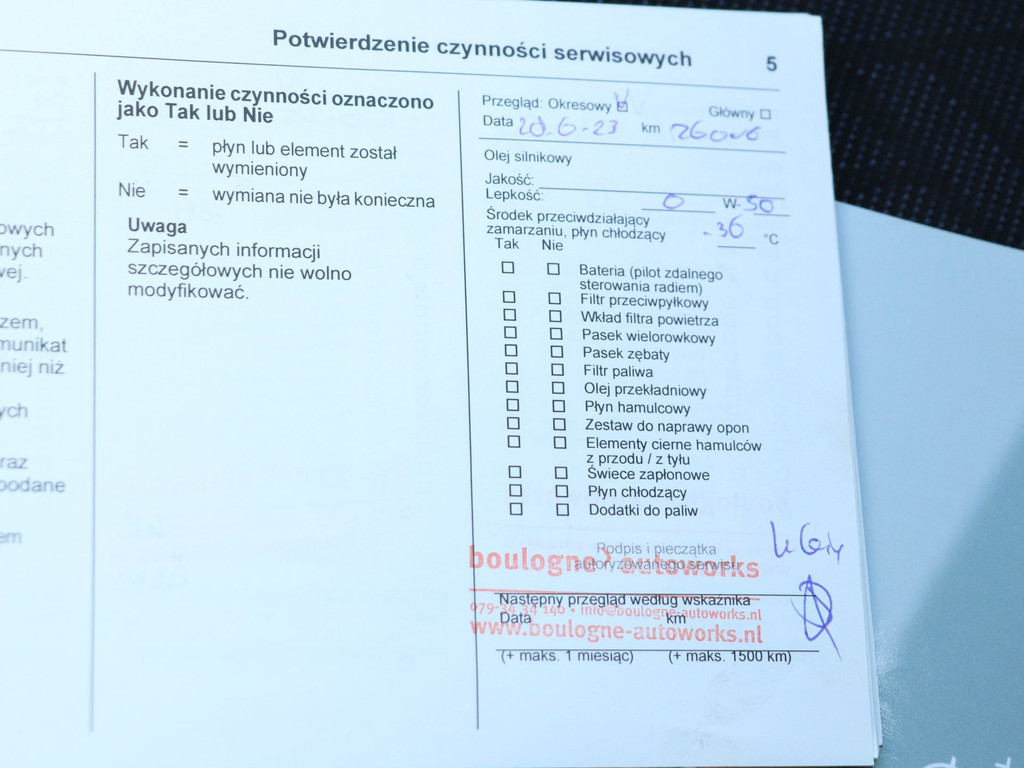 Potwierdzenie czynności serwisowych 5
owych
nych
vej.
zem,
munikat
niej niż
ych
raz
podane
em
Wykonanie czynności oznaczono
jako Tak lub Nie
Tak = płyn lub element został
wymieniony
Nie = wymiana nie była konieczna
Uwaga
Zapisanych informacji
szczegółowych nie wolno
modyfikować.
Przegląd: Okresowy Główny
Data 20.6-23 km
Olej silnikowy
Jakość:
Lepkość: 0 W- 50
Środek przeciwdziałający
zamarzaniu, płyn chłodzący -36 °C
Tak Nie
Bateria (pilot zdalnego
sterowania radiem)
Filtr przeciwpyłkowy
Wkład filtra powietrza
Pasek wielorowkowy
Pasek zębaty
Filtr paliwa
Olej przekładniowy
Płyn hamulcowy
Zestaw do naprawy opon
Elementy cierne hamulców
z przodu / z tyłu
Świece zapłonowe
Płyn chłodzący
Dodatki do paliw
Podpis i pieczątka
autoryzowanego serwisu
boulogne autoworks
Następny przegląd według wskaźnika
079-34 34 140 • info@boulogne-autoworks.nl
Data km
www.boulogne-autoworks.nl
(+ maks. 1 miesiąc) (+ maks. 1500 km)